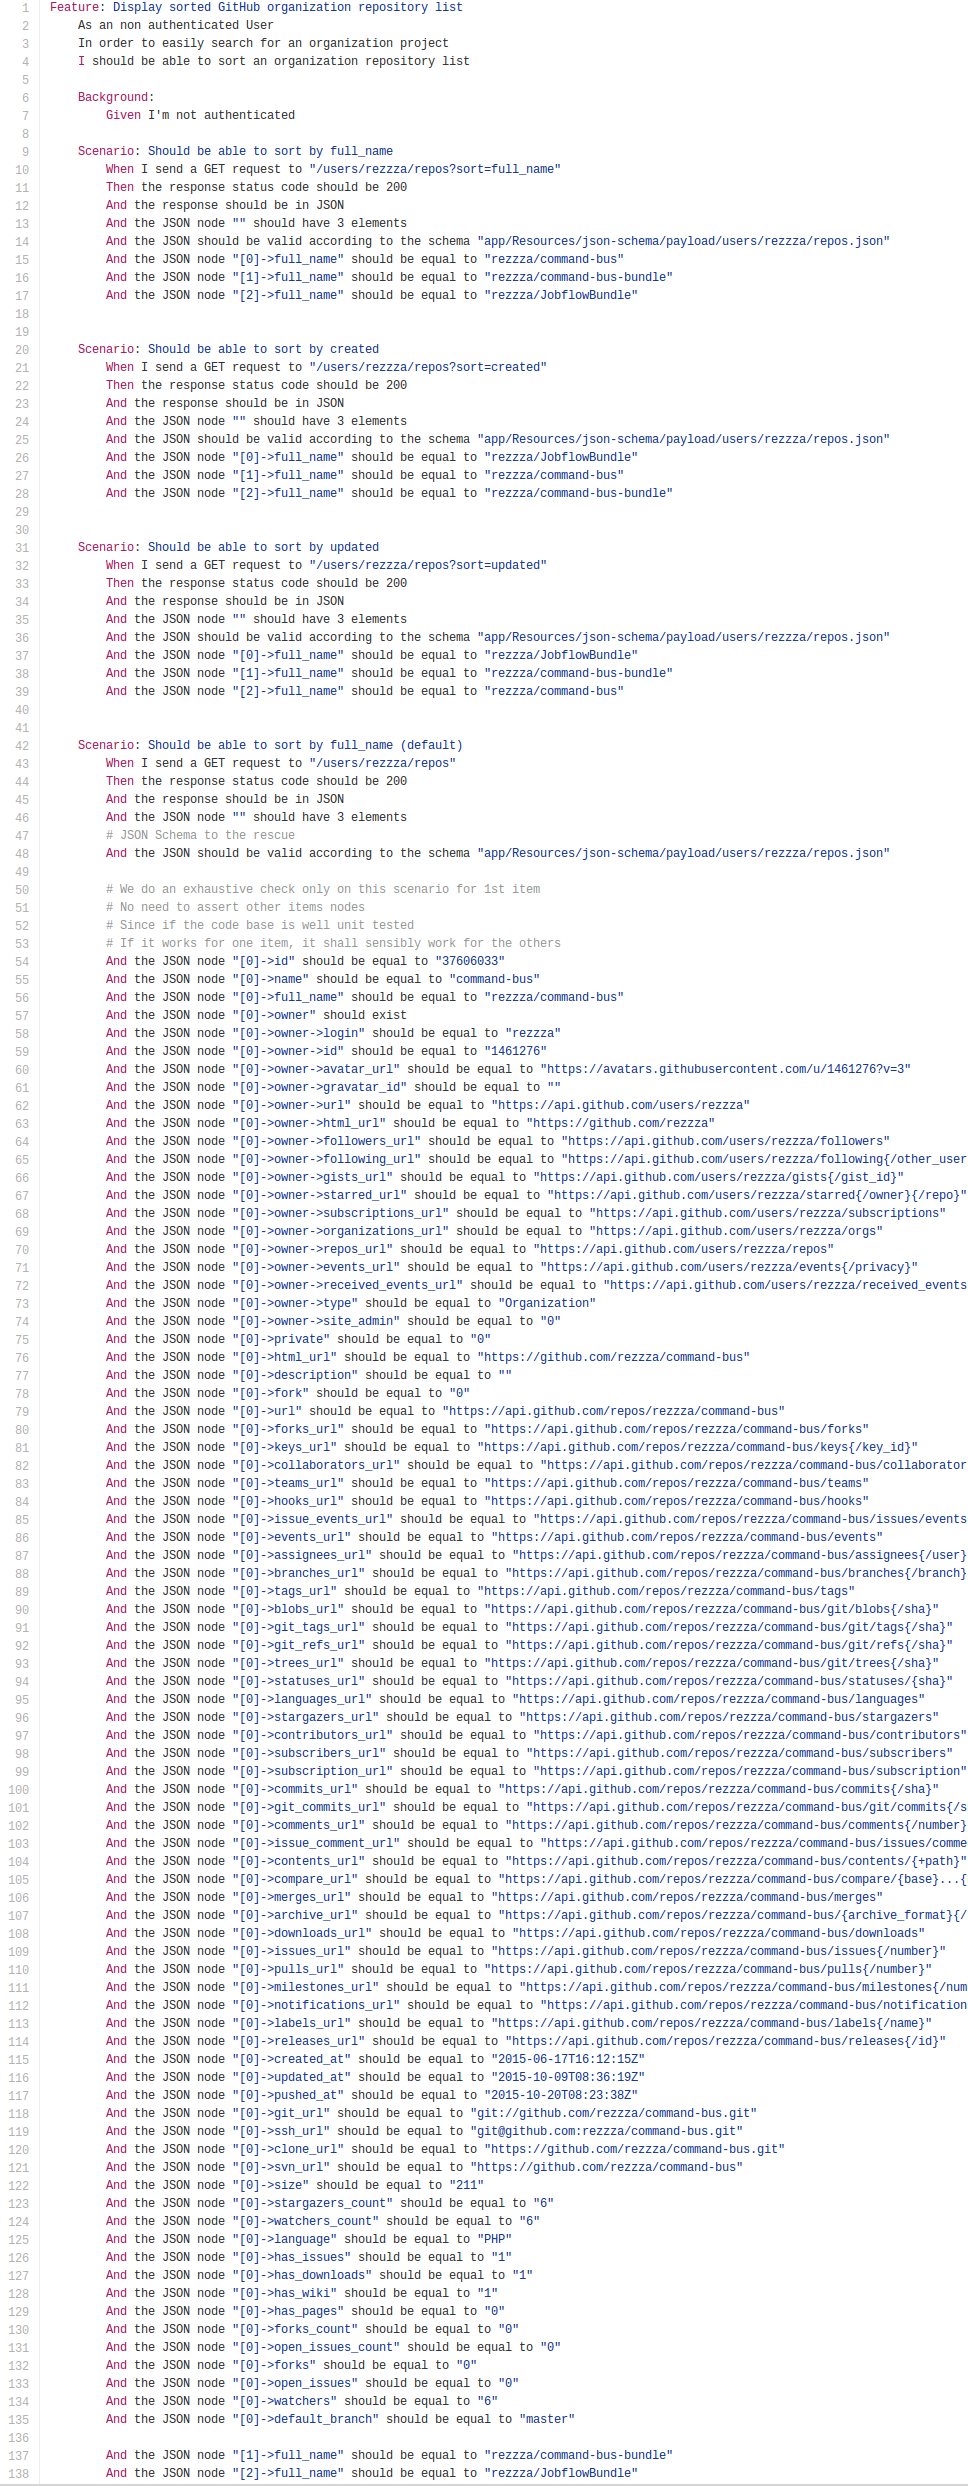 1 Feature: Display sorted GitHub organization repository list
2 As an non authenticated User
3 In order to easily search for an organization project
4 I should be able to sort an organization repository list
5
6 Background:
7 Given I'm not authenticated
8
9 Scenario: Should be able to sort by full_name
10 When I send a GET request to "/users/rezzza/repos?sort=full_name"
11 Then the response status code should be 200
12 And the response should be in JSON
13 And the JSON node "" should have 3 elements
14 And the JSON should be valid according to the schema "app/Resources/json-schema/payload/users/rezzza/repos.json"
15 And the JSON node "[0]->full_name" should be equal to "rezzza/command-bus"
16 And the JSON node "[1]->full_name" should be equal to "rezzza/command-bus-bundle"
17 And the JSON node "[2]->full_name" should be equal to "rezzza/JobflowBundle"
18
19
20 Scenario: Should be able to sort by created
21 When I send a GET request to "/users/rezzza/repos?sort=created"
22 Then the response status code should be 200
23 And the response should be in JSON
24 And the JSON node "" should have 3 elements
25 And the JSON should be valid according to the schema "app/Resources/json-schema/payload/users/rezzza/repos.json"
26 And the JSON node "[0]->full_name" should be equal to "rezzza/JobflowBundle"
27 And the JSON node "[1]->full_name" should be equal to "rezzza/command-bus"
28 And the JSON node "[2]->full_name" should be equal to "rezzza/command-bus-bundle"
29
30
31 Scenario: Should be able to sort by updated
32 When I send a GET request to "/users/rezzza/repos?sort=updated"
33 Then the response status code should be 200
34 And the response should be in JSON
35 And the JSON node "" should have 3 elements
36 And the JSON should be valid according to the schema "app/Resources/json-schema/payload/users/rezzza/repos.json"
37 And the JSON node "[0]->full_name" should be equal to "rezzza/JobflowBundle"
38 And the JSON node "[1]->full_name" should be equal to "rezzza/command-bus-bundle"
39 And the JSON node "[2]->full_name" should be equal to "rezzza/command-bus"
40
41
42 Scenario: Should be able to sort by full_name (default)
43 When I send a GET request to "/users/rezzza/repos"
44 Then the response status code should be 200
45 And the response should be in JSON
46 And the JSON node "" should have 3 elements
47 # JSON Schema to the rescue
48 And the JSON should be valid according to the schema "app/Resources/json-schema/payload/users/rezzza/repos.json"
49
50 # We do an exhaustive check only on this scenario for 1st item
51 # No need to assert other items nodes
52 # Since if the code base is well unit tested
53 # If it works for one item, it shall sensibly work for the others
54 And the JSON node "[0]->id" should be equal to "37606033"
55 And the JSON node "[0]->name" should be equal to "command-bus"
56 And the JSON node "[0]->full_name" should be equal to "rezzza/command-bus"
57 And the JSON node "[0]->owner" should exist
58 And the JSON node "[0]->owner->login" should be equal to "rezzza"
59 And the JSON node "[0]->owner->id" should be equal to "1461276"
60 And the JSON node "[0]->owner->avatar_url" should be equal to "https://avatars.githubusercontent.com/u/1461276?v=3"
61 And the JSON node "[0]->owner->gravatar_id" should be equal to ""
62 And the JSON node "[0]->owner->url" should be equal to "https://api.github.com/users/rezzza"
63 And the JSON node "[0]->owner->html_url" should be equal to "https://github.com/rezzza"
64 And the JSON node "[0]->owner->followers_url" should be equal to "https://api.github.com/users/rezzza/followers"
65 And the JSON node "[0]->owner->following_url" should be equal to "https://api.github.com/users/rezzza/following{/other_user
66 And the JSON node "[0]->owner->gists_url" should be equal to "https://api.github.com/users/rezzza/gists{/gist_id}"
67 And the JSON node "[0]->owner->starred_url" should be equal to "https://api.github.com/users/rezzza/starred{/owner}{/repo}"
68 And the JSON node "[0]->owner->subscriptions_url" should be equal to "https://api.github.com/users/rezzza/subscriptions"
69 And the JSON node "[0]->owner->organizations_url" should be equal to "https://api.github.com/users/rezzza/orgs"
70 And the JSON node "[0]->owner->repos_url" should be equal to "https://api.github.com/users/rezzza/repos"
71 And the JSON node "[0]->owner->events_url" should be equal to "https://api.github.com/users/rezzza/events{/privacy}"
72 And the JSON node "[0]->owner->received_events_url" should be equal to "https://api.github.com/users/rezzza/received_events
73 And the JSON node "[0]->owner->type" should be equal to "Organization"
74 And the JSON node "[0]->owner->site_admin" should be equal to "0"
75 And the JSON node "[0]->private" should be equal to "0"
76 And the JSON node "[0]->html_url" should be equal to "https://github.com/rezzza/command-bus"
77 And the JSON node "[0]->description" should be equal to ""
78 And the JSON node "[0]->fork" should be equal to "0"
79 And the JSON node "[0]->url" should be equal to "https://api.github.com/repos/rezzza/command-bus"
80 And the JSON node "[0]->forks_url" should be equal to "https://api.github.com/repos/rezzza/command-bus/forks"
81 And the JSON node "[0]->keys_url" should be equal to "https://api.github.com/repos/rezzza/command-bus/keys{/key_id}"
82 And the JSON node "[0]->collaborators_url" should be equal to "https://api.github.com/repos/rezzza/command-bus/collaborator
83 And the JSON node "[0]->teams_url" should be equal to "https://api.github.com/repos/rezzza/command-bus/teams"
84 And the JSON node "[0]->hooks_url" should be equal to "https://api.github.com/repos/rezzza/command-bus/hooks"
85 And the JSON node "[0]->issue_events_url" should be equal to "https://api.github.com/repos/rezzza/command-bus/issues/events
86 And the JSON node "[0]->events_url" should be equal to "https://api.github.com/repos/rezzza/command-bus/events"
87 And the JSON node "[0]->assignees_url" should be equal to "https://api.github.com/repos/rezzza/command-bus/assignees{/user}
88 And the JSON node "[0]->branches_url" should be equal to "https://api.github.com/repos/rezzza/command-bus/branches{/branch}
89 And the JSON node "[0]->tags_url" should be equal to "https://api.github.com/repos/rezzza/command-bus/tags"
90 And the JSON node "[0]->blobs_url" should be equal to "https://api.github.com/repos/rezzza/command-bus/git/blobs{/sha}"
91 And the JSON node "[0]->git_tags_url" should be equal to "https://api.github.com/repos/rezzza/command-bus/git/tags{/sha}"
92 And the JSON node "[0]->git_refs_url" should be equal to "https://api.github.com/repos/rezzza/command-bus/git/refs{/sha}"
93 And the JSON node "[0]->trees_url" should be equal to "https://api.github.com/repos/rezzza/command-bus/git/trees{/sha}"
94 And the JSON node "[0]->statuses_url" should be equal to "https://api.github.com/repos/rezzza/command-bus/statuses/{sha}"
95 And the JSON node "[0]->languages_url" should be equal to "https://api.github.com/repos/rezzza/command-bus/languages"
96 And the JSON node "[0]->stargazers_url" should be equal to "https://api.github.com/repos/rezzza/command-bus/stargazers"
97 And the JSON node "[0]->contributors_url" should be equal to "https://api.github.com/repos/rezzza/command-bus/contributors"
98 And the JSON node "[0]->subscribers_url" should be equal to "https://api.github.com/repos/rezzza/command-bus/subscribers"
99 And the JSON node "[0]->subscription_url" should be equal to "https://api.github.com/repos/rezzza/command-bus/subscription"
100 And the JSON node "[0]->commits_url" should be equal to "https://api.github.com/repos/rezzza/command-bus/commits{/sha}"
101 And the JSON node "[0]->git_commits_url" should be equal to "https://api.github.com/repos/rezzza/command-bus/git/commits{/s
102 And the JSON node "[0]->comments_url" should be equal to "https://api.github.com/repos/rezzza/command-bus/comments{/number}
103 And the JSON node "[0]->issue_comment_url" should be equal to "https://api.github.com/repos/rezzza/command-bus/issues/comme
104 And the JSON node "[0]->contents_url" should be equal to "https://api.github.com/repos/rezzza/command-bus/contents/{+path}"
105 And the JSON node "[0]->compare_url" should be equal to "https://api.github.com/repos/rezzza/command-bus/compare/{base}...{
106 And the JSON node "[0]->merges_url" should be equal to "https://api.github.com/repos/rezzza/command-bus/merges"
107 And the JSON node "[0]->archive_url" should be equal to "https://api.github.com/repos/rezzza/command-bus/{archive_format}{/
108 And the JSON node "[0]->downloads_url" should be equal to "https://api.github.com/repos/rezzza/command-bus/downloads"
109 And the JSON node "[0]->issues_url" should be equal to "https://api.github.com/repos/rezzza/command-bus/issues{/number}"
110 And the JSON node "[0]->pulls_url" should be equal to "https://api.github.com/repos/rezzza/command-bus/pulls{/number}"
111 And the JSON node "[0]->milestones_url" should be equal to "https://api.github.com/repos/rezzza/command-bus/milestones{/num
112 And the JSON node "[0]->notifications_url" should be equal to "https://api.github.com/repos/rezzza/command-bus/notification
113 And the JSON node "[0]->labels_url" should be equal to "https://api.github.com/repos/rezzza/command-bus/labels{/name}"
114 And the JSON node "[0]->releases_url" should be equal to "https://api.github.com/repos/rezzza/command-bus/releases{/id}"
115 And the JSON node "[0]->created_at" should be equal to "2015-06-17T16:12:15Z"
116 And the JSON node "[0]->updated_at" should be equal to "2015-10-09T08:36:19Z"
117 And the JSON node "[0]->pushed_at" should be equal to "2015-10-20T08:23:38Z"
118 And the JSON node "[0]->git_url" should be equal to "git://github.com/rezzza/command-bus.git"
119 And the JSON node "[0]->ssh_url" should be equal to "git@github.com:rezzza/command-bus.git"
120 And the JSON node "[0]->clone_url" should be equal to "https://github.com/rezzza/command-bus.git"
121 And the JSON node "[0]->svn_url" should be equal to "https://github.com/rezzza/command-bus"
122 And the JSON node "[0]->size" should be equal to "211"
123 And the JSON node "[0]->stargazers_count" should be equal to "6"
124 And the JSON node "[0]->watchers_count" should be equal to "6"
125 And the JSON node "[0]->language" should be equal to "PHP"
126 And the JSON node "[0]->has_issues" should be equal to "1"
127 And the JSON node "[0]->has_downloads" should be equal to "1"
128 And the JSON node "[0]->has_wiki" should be equal to "1"
129 And the JSON node "[0]->has_pages" should be equal to "0"
130 And the JSON node "[0]->forks_count" should be equal to "0"
131 And the JSON node "[0]->open_issues_count" should be equal to "0"
132 And the JSON node "[0]->forks" should be equal to "0"
133 And the JSON node "[0]->open_issues" should be equal to "0"
134 And the JSON node "[0]->watchers" should be equal to "6"
135 And the JSON node "[0]->default_branch" should be equal to "master"
136
137 And the JSON node "[1]->full_name" should be equal to "rezzza/command-bus-bundle"
138 And the JSON node "[2]->full_name" should be equal to "rezzza/JobflowBundle"